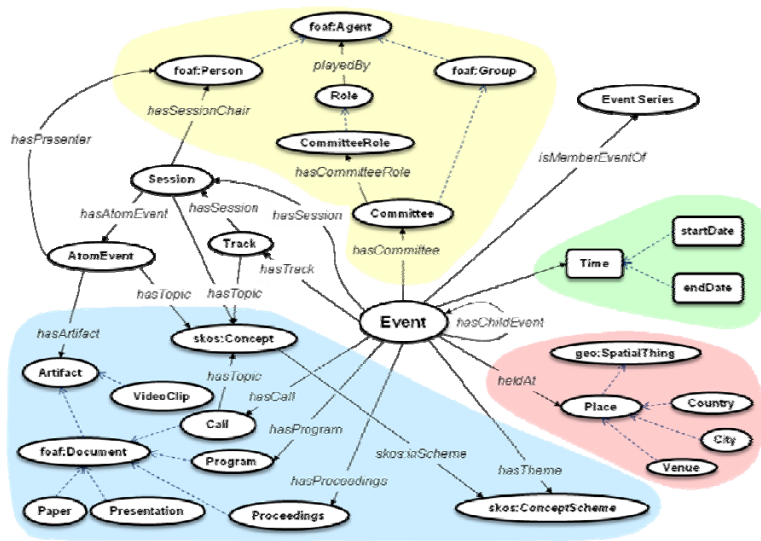 foaf:Agent
foaf:Person
playedBy
foaf:Group
Role
Event Series
hasSessionChair
hasPresenter
CommitteeRole
isMemberEventOf
hasCommitteeRole
Session
hasAtomEvent
hasSession
hasSession
Committee
startDate
Track
hasCommittee
AtomEvent
hasTrack
Time
endDate
hasTopic
hasTopic
Event
hasChildEvent
hasArtifact
skos:Concept
geo:SpatialThing
Artifact
hasTopic
heldAt
VideoClip
hasCall
Place
Country
Call
hasProgram
City
foaf:Document
Program
skos:inScheme
Venue
hasProceedings
hasTheme
Paper
Presentation
Proceedings
skos:ConceptScheme